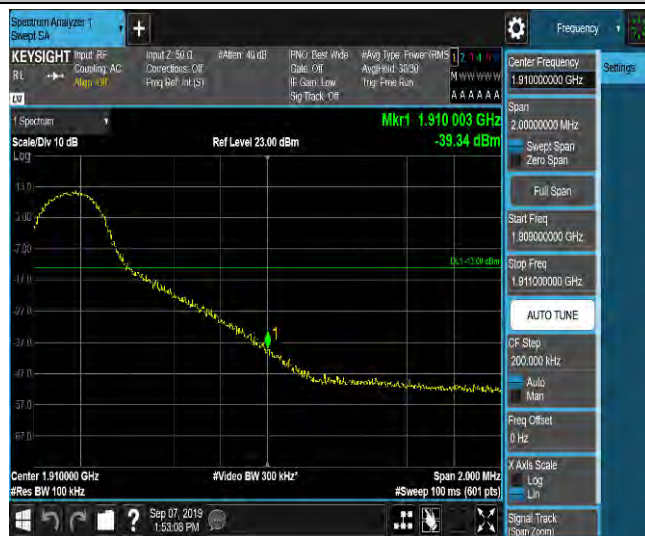 Spectrum Analyzer 1
Swept SA
+
Frequency
KEYSIGHT
RL
Input: RF
Coupling: AC
Align: Off
Input Z: 50 Ω
Corrections: Off
Freq Ref: Int (S)
#Atten: 40 dB
PNO: Best Wide
Gate: Off
IF Gain: Low
Sig Track: Off
#Avg Type: Power (RMS
Avg|Hold: 30/30
Trig: Free Run
1 2 3 4 5 6
M W W W W W
A A A A A A
1 Spectrum
Scale/Div 10 dB
Log
Ref Level 23.00 dBm
Mkr1 1.910 003 GHz
-39.34 dBm
13.0
3.00
-7.00
-17.0
-27.0
-37.0
-47.0
-57.0
-67.0
DL1 -13.00 dBm
1
Center 1.910000 GHz
#Res BW 100 kHz
#Video BW 300 kHz*
Span 2.000 MHz
#Sweep 100 ms (601 pts)
Center Frequency
1.910000000 GHz
Settings
Span
2.00000000 MHz
Swept Span
Zero Span
Full Span
Start Freq
1.909000000 GHz
Stop Freq
1.911000000 GHz
AUTO TUNE
CF Step
200.000 kHz
Auto
Man
Freq Offset
0 Hz
X Axis Scale
Log
Lin
Signal Track
(Span Zoom)
?
Sep 07, 2019
1:53:08 PM